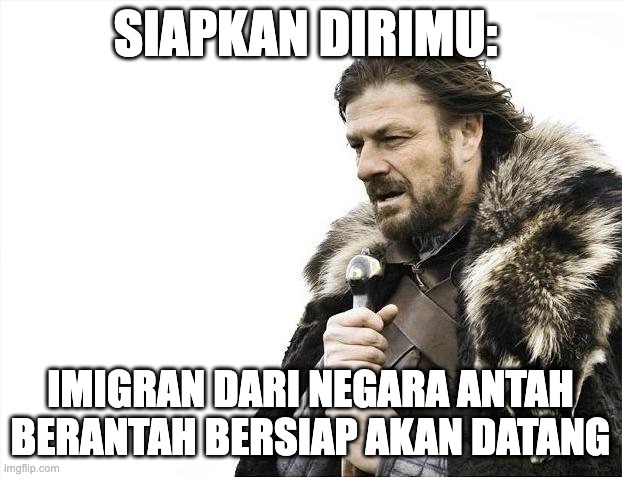 SIAPKAN DIRIMU:
IMIGRAN DARI NEGARA ANTAH
BERANTAH BERSIAP AKAN DATANG
imgflip.com